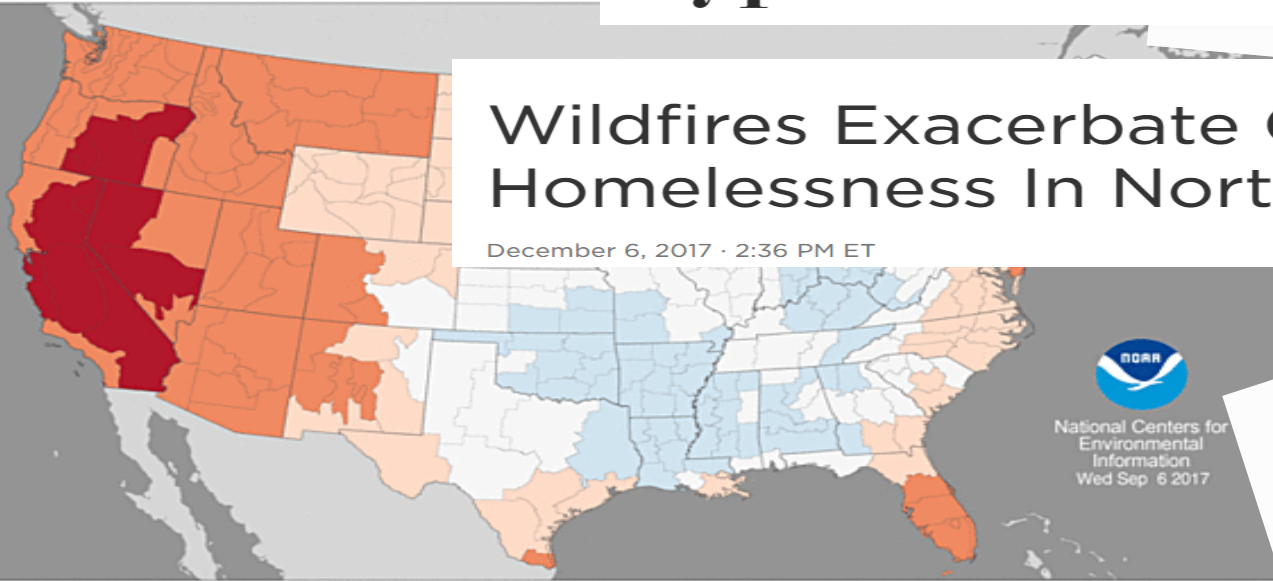 Wildfires Exacerbate
Homelessness In Nort
December 6, 2017 · 2:36 PM ET
NOAA
National Centers for
Environmental
Information
Wed Sep 6 2017